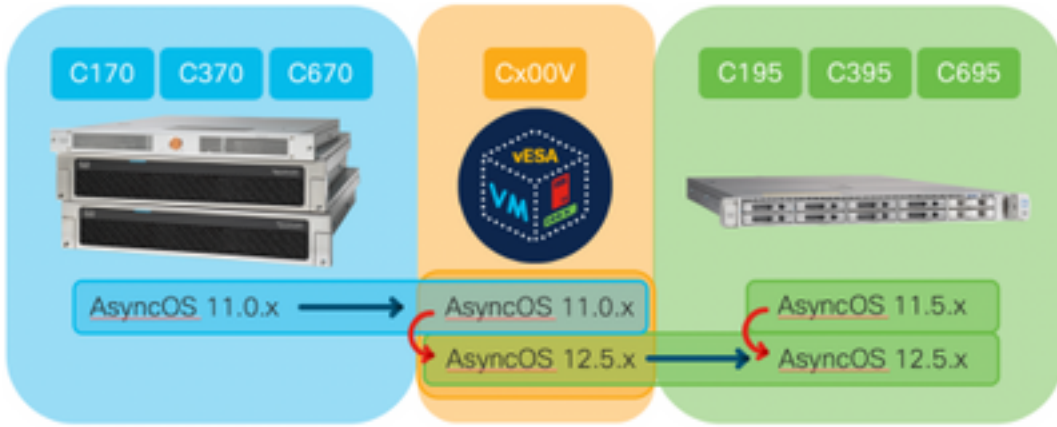 C170 C370 C670 Cx00V C195 C395 C695
vESA
VM
AsyncOS 11.0.x AsyncOS 11.0.x AsyncOS 11.5.x
AsyncOS 12.5.x AsyncOS 12.5.x